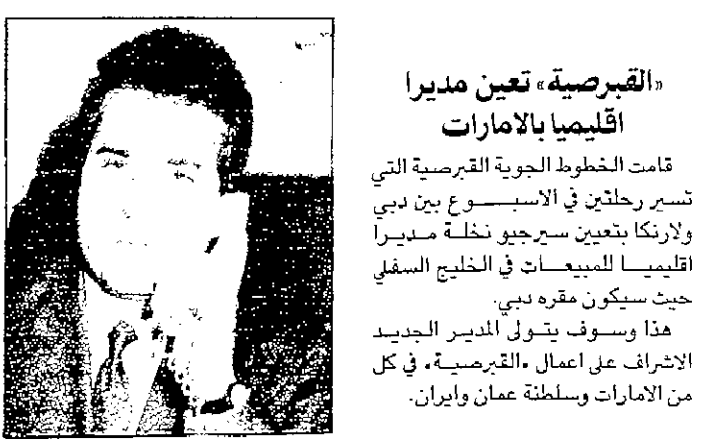 «القبرصية» تعين مديرا
اقليميا بالامارات
قامت الخطوط الجوية القبرصية التي
تسير رحلتين في الاسبوع بين دبي
ولارنكا بتعيين سيرجيو نخلة مديرا
اقليميا للمبيعات في الخليج السفلي
حيث سيكون مقره دبي.
هذا وسوف يتولى المدير الجديد
الاشراف على اعمال «القبرصية» في كل
من الامارات وسلطنة عمان وايران.